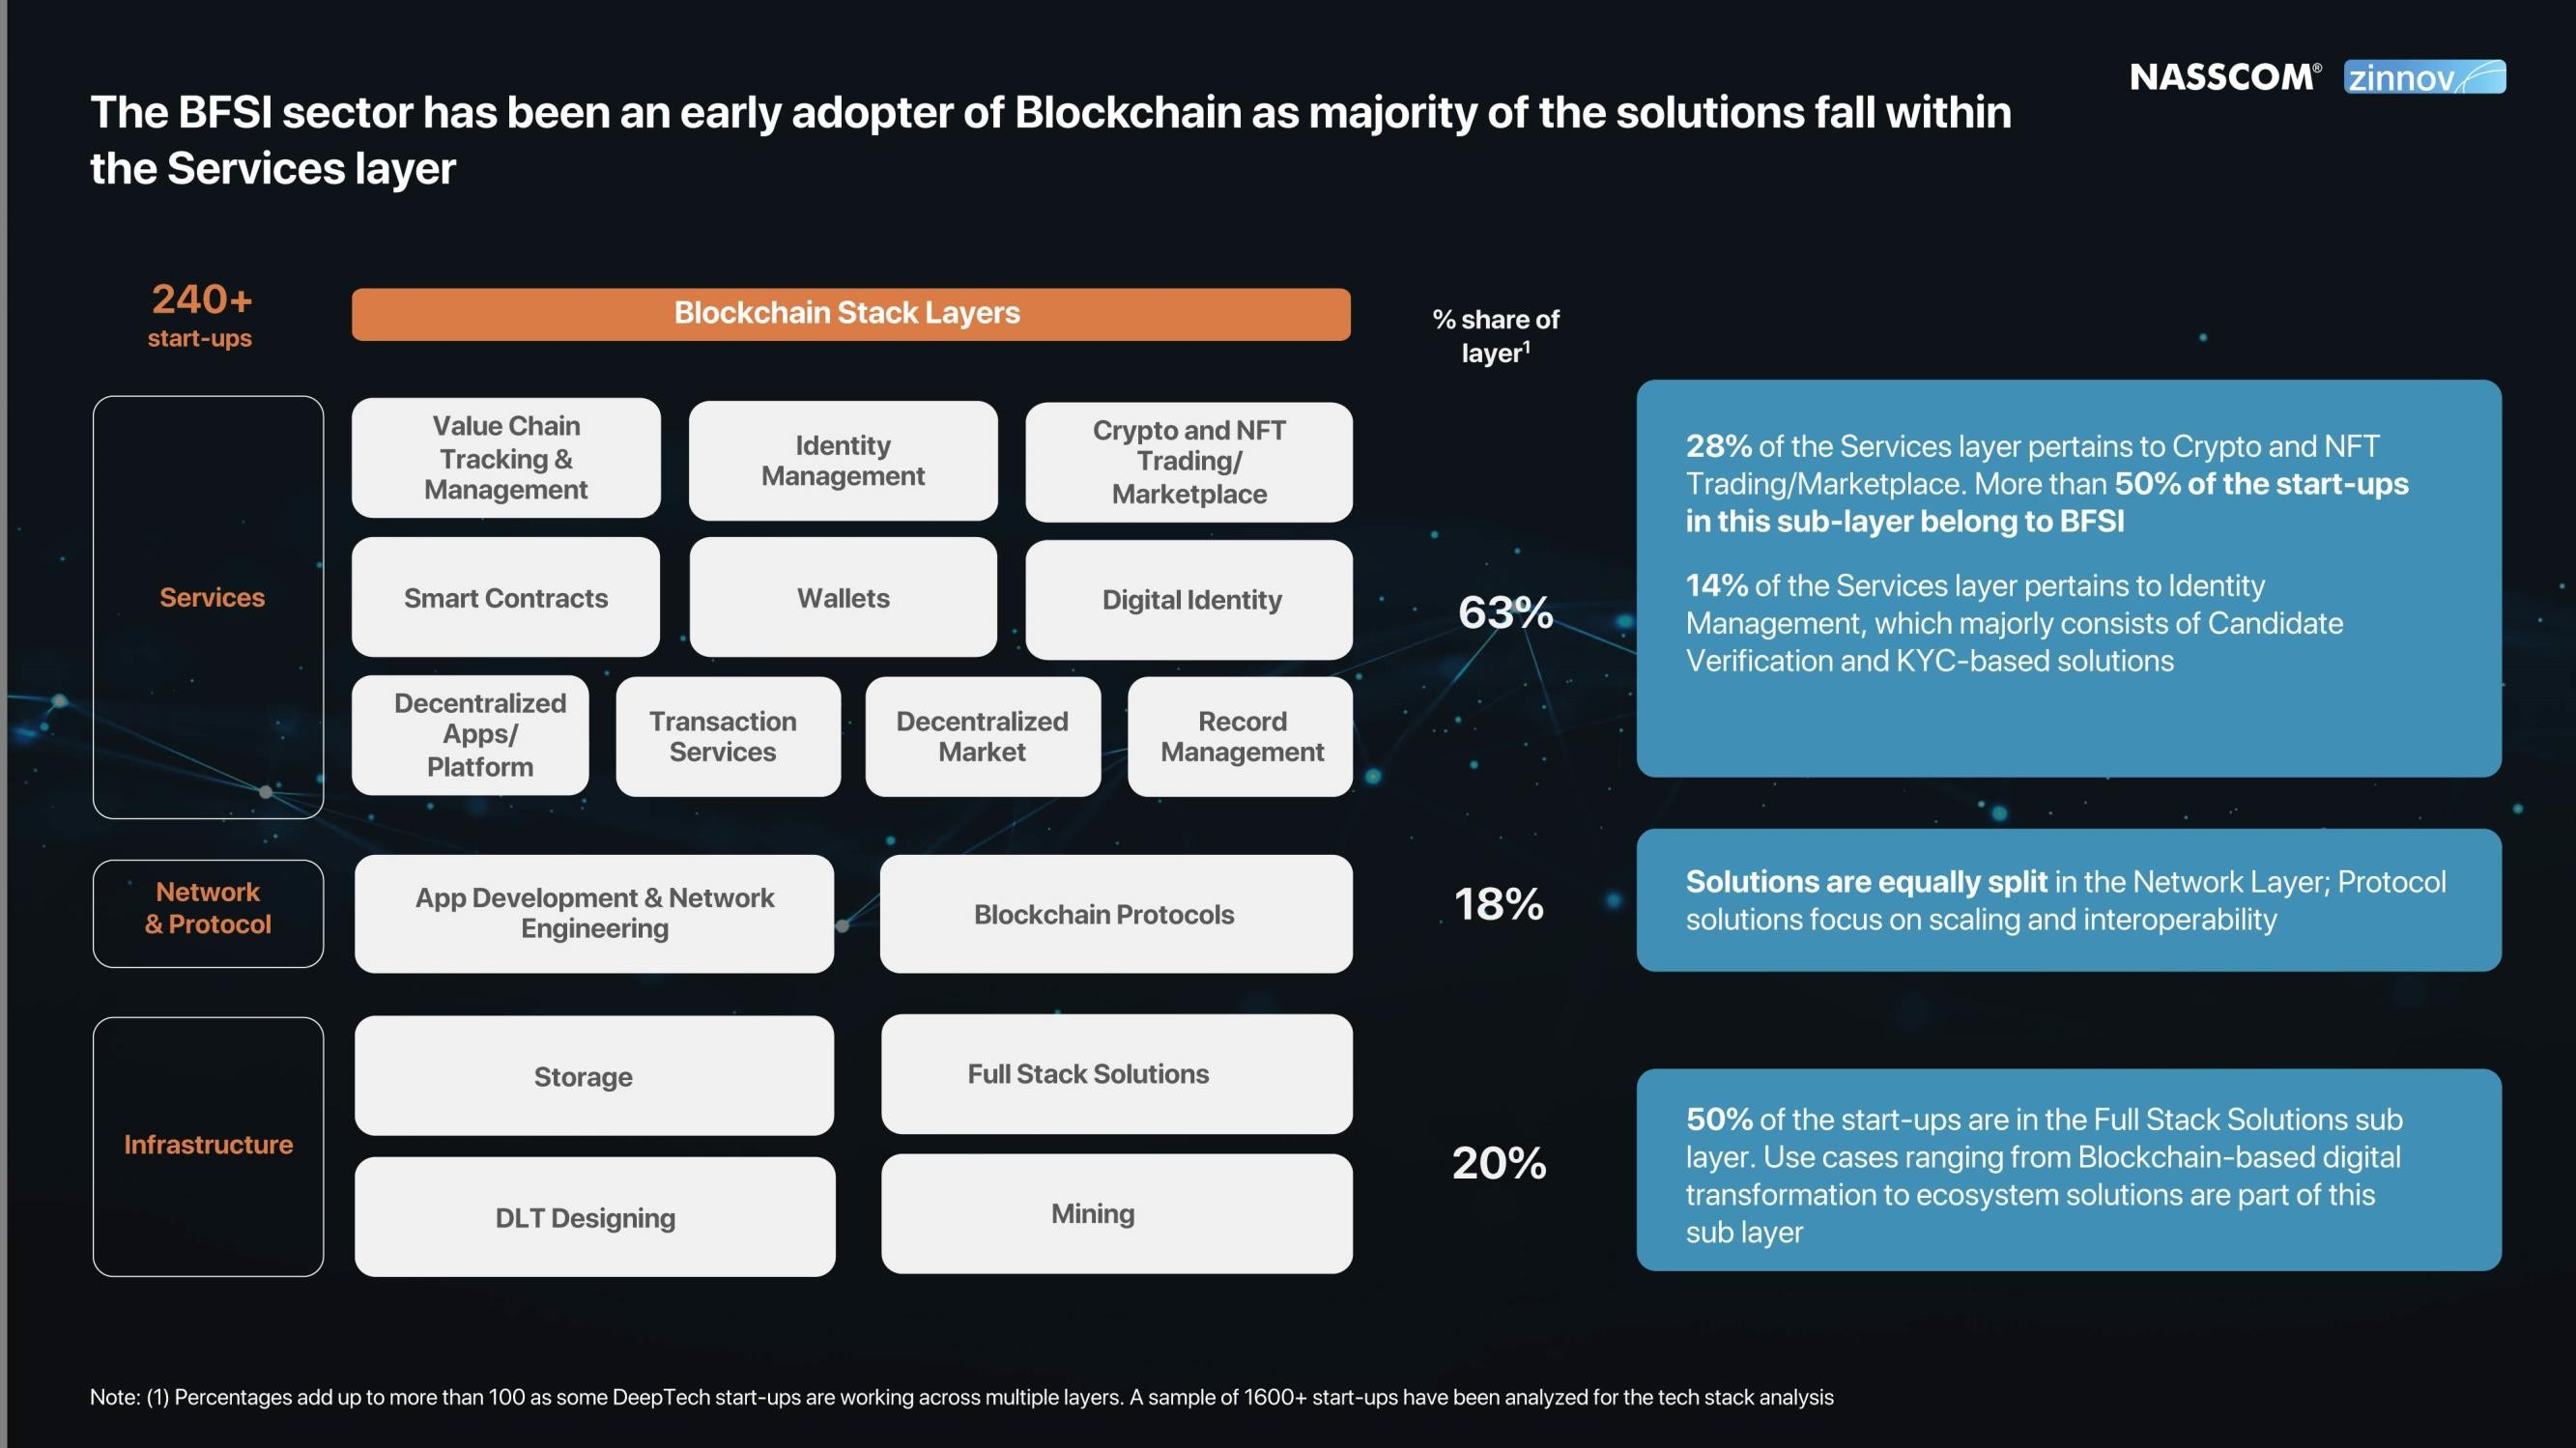 NASSCOM® zinnov
The BFSI sector has been an early adopter of Blockchain as majority of the solutions fall within
the Services layer
240+
start-ups
Blockchain Stack Layers
% share of
layer1
Services
Value Chain
Tracking &
Management
Identity
Management
Crypto and NFT
Trading/
Marketplace
Smart Contracts
Wallets
Digital Identity
Decentralized
Apps/
Platform
Transaction
Services
Decentralized
Market
Record
Management
63%
28% of the Services layer pertains to Crypto and NFT
Trading/Marketplace. More than 50% of the start-ups
in this sub-layer belong to BFSI
14% of the Services layer pertains to Identity
Management, which majorly consists of Candidate
Verification and KYC-based solutions
Network
& Protocol
App Development & Network
Engineering
Blockchain Protocols
18%
Solutions are equally split in the Network Layer; Protocol
solutions focus on scaling and interoperability
Infrastructure
Storage
Full Stack Solutions
DLT Designing
Mining
20%
50% of the start-ups are in the Full Stack Solutions sub
layer. Use cases ranging from Blockchain-based digital
transformation to ecosystem solutions are part of this
sub layer
Note: (1) Percentages add up to more than 100 as some DeepTech start-ups are working across multiple layers. A sample of 1600+ start-ups have been analyzed for the tech stack analysis